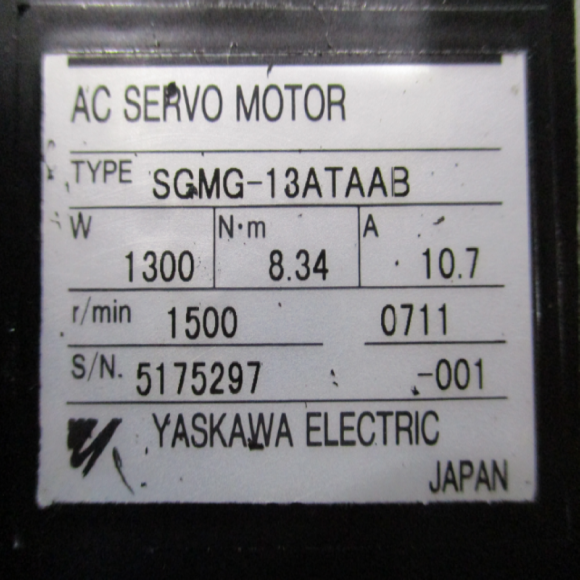 AC SERVO MOTOR
TYPE SGMG-13ATAAB
W N·m A
1300 8.34 10.7
r/min 1500 0711
S/N. 5175297 -001
YASKAWA ELECTRIC
JAPAN